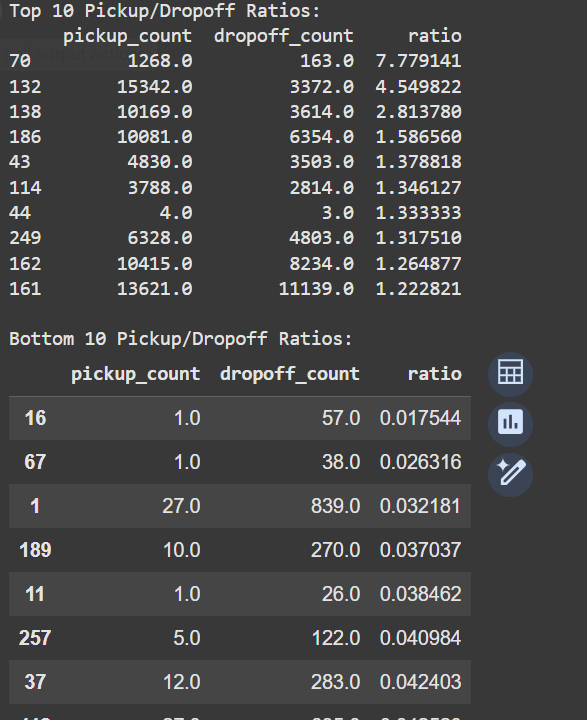 Top 10 Pickup/Dropoff Ratios:
pickup_count dropoff_count ratio
70 1268.0 163.0 7.779141
132 15342.0 3372.0 4.549822
138 10169.0 3614.0 2.813780
186 10081.0 6354.0 1.586560
43 4830.0 3503.0 1.378818
114 3788.0 2814.0 1.346127
44 4.0 3.0 1.333333
249 6328.0 4803.0 1.317510
162 10415.0 8234.0 1.264877
161 13621.0 11139.0 1.222821
Bottom 10 Pickup/Dropoff Ratios:
pickup_count dropoff_count ratio
16 1.0 57.0 0.017544
67 1.0 38.0 0.026316
1 27.0 839.0 0.032181
189 10.0 270.0 0.037037
11 1.0 26.0 0.038462
257 5.0 122.0 0.040984
37 12.0 283.0 0.042403